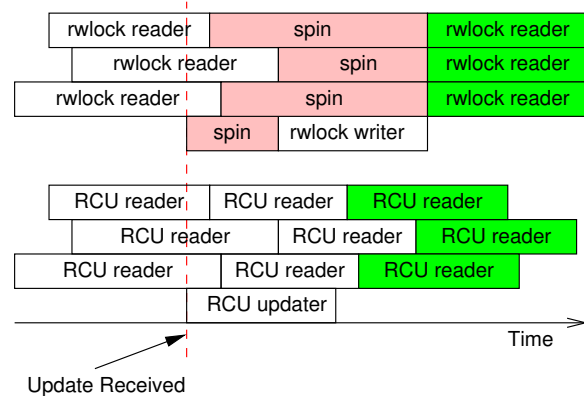 rwlock reader spin rwlock reader
rwlock reader spin rwlock reader
rwlock reader spin rwlock reader
spin rwlock writer
RCU reader RCU reader RCU reader
RCU reader RCU reader RCU reader
RCU reader RCU reader RCU reader
RCU updater
Time
Update Received